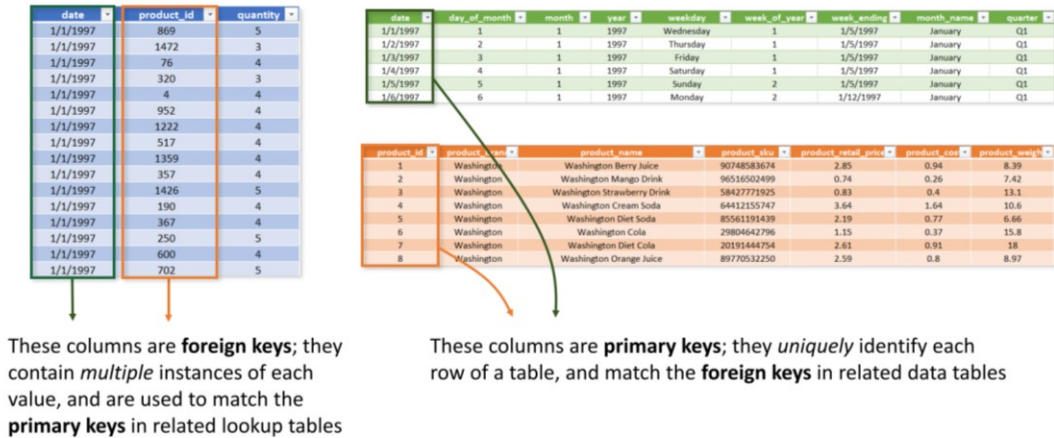 date product_id quantity
1/1/1997 869 5
1/1/1997 1472 3
1/1/1997 76 4
1/1/1997 320 3
1/1/1997 4 4
1/1/1997 952 4
1/1/1997 1222 4
1/1/1997 517 4
1/1/1997 1359 4
1/1/1997 357 4
1/1/1997 1426 5
1/1/1997 190 4
1/1/1997 367 4
1/1/1997 250 5
1/1/1997 600 4
1/1/1997 702 5
date day_of_month month year weekday week_of_year week_ending month_name quarter
1/1/1997 1 1 1997 Wednesday 1 1/5/1997 January Q1
1/2/1997 2 1 1997 Thursday 1 1/5/1997 January Q1
1/3/1997 3 1 1997 Friday 1 1/5/1997 January Q1
1/4/1997 4 1 1997 Saturday 1 1/5/1997 January Q1
1/5/1997 5 1 1997 Sunday 2 1/5/1997 January Q1
1/6/1997 6 1 1997 Monday 2 1/12/1997 January Q1
product_id product_name product_sku product_retail_price
1 Washington Washington Berry Juice 90748583674 2.85 0.94 8.39
2 Washington Washington Mango Drink 96516502499 0.74 0.26 7.42
3 Washington Washington Strawberry Drink 58427771925 0.83 0.4 13.1
4 Washington Washington Cream Soda 64412155747 3.64 1.64 10.6
5 Washington Washington Diet Soda 85561191439 2.19 0.77 6.66
6 Washington Washington Cola 29804642796 1.15 0.37 15.8
7 Washington Washington Diet Cola 20191444754 2.61 0.91 18
8 Washington Washington Orange Juice 89770532250 2.59 0.8 8.97
These columns are foreign keys; they
contain multiple instances of each
value, and are used to match the
primary keys in related lookup tables
These columns are primary keys; they uniquely identify each
row of a table, and match the foreign keys in related data tables